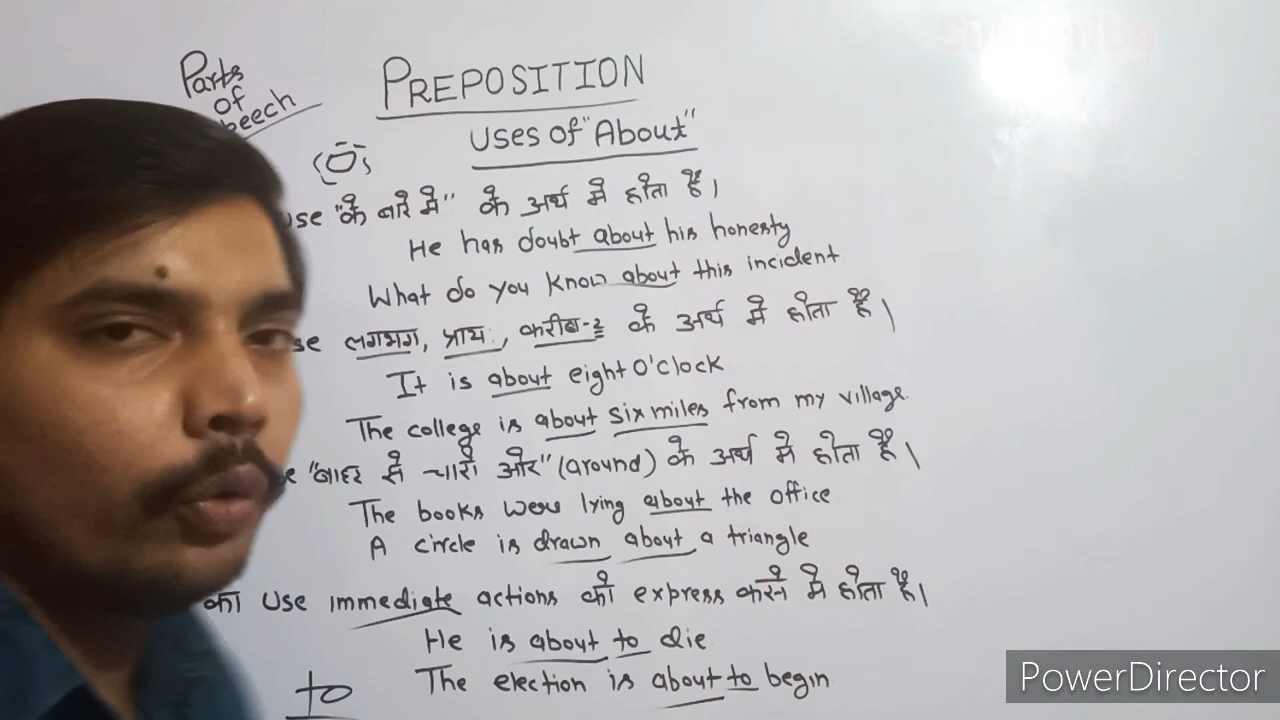 Parts
of
PREPOSITION
Uses of "About"
use "के बारे मे" के अर्थ मे होता है।
He has doubt about his honesty
What do you know about this incident
लगभग, प्रायः, करीब-२ के अर्थ मे होता है।
It is about eight O'clock
The college is about six miles from my village.
"बाहर से चारो ओर" (around) के अर्थ मे होता है।
The books were lying about the office
A circle is drawn about a triangle
का use immediate actions को express करने मे होता है।
He is about to die
The election is about to begin
to
PowerDirector